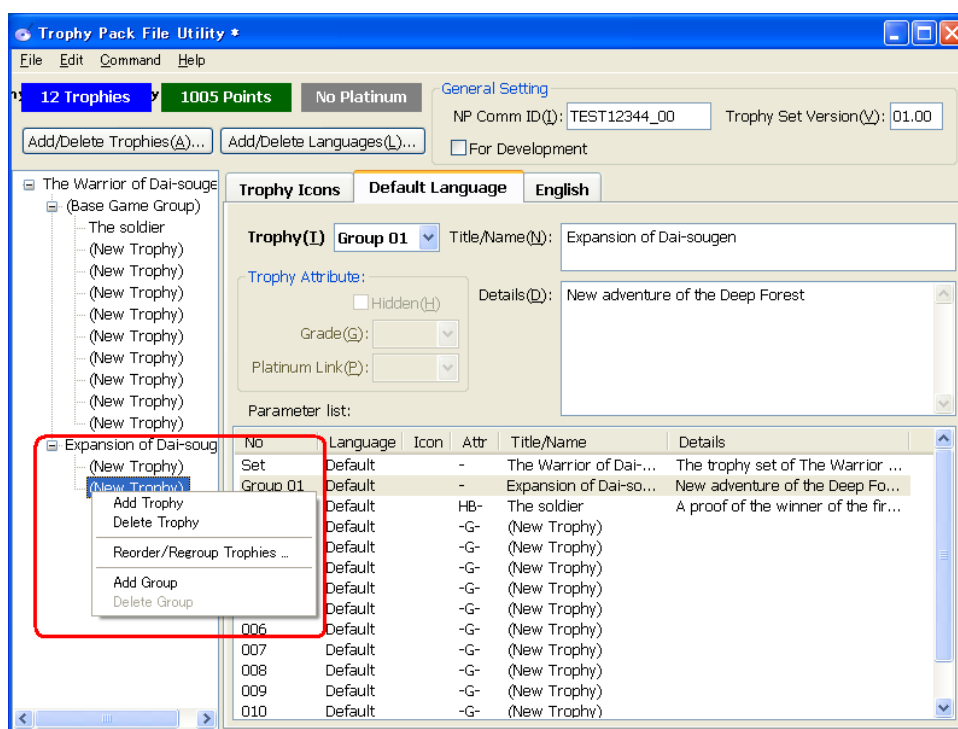 Trophy Pack File Utility *
File Edit Command Help
12 Trophies 1005 Points No Platinum
General Setting
NP Comm ID(I): TEST12344_00 Trophy Set Version(V): 01.00
Add/Delete Trophies(A)... Add/Delete Languages(L)...
For Development
The Warrior of Dai-souge
(Base Game Group)
The soldier
(New Trophy)
(New Trophy)
(New Trophy)
(New Trophy)
(New Trophy)
(New Trophy)
(New Trophy)
(New Trophy)
(New Trophy)
Expansion of Dai-soug
(New Trophy)
(New Trophy)
Add Trophy
Delete Trophy
Reorder/Regroup Trophies ...
Add Group
Delete Group
Trophy Icons Default Language English
Trophy(T) Group 01 Title/Name(N): Expansion of Dai-sougen
Trophy Attribute:
Hidden(H)
Grade(G):
Platinum Link(P):
Details(D): New adventure of the Deep Forest
Parameter list:
No Language Icon Attr Title/Name Details
Set Default - The Warrior of Dai-... The trophy set of The Warrior ...
Group 01 Default - Expansion of Dai-so... New adventure of the Deep Fo...
Default HB- The soldier A proof of the winner of the fir...
Default -G- (New Trophy)
Default -G- (New Trophy)
Default -G- (New Trophy)
Default -G- (New Trophy)
Default -G- (New Trophy)
006 Default -G- (New Trophy)
007 Default -G- (New Trophy)
008 Default -G- (New Trophy)
009 Default -G- (New Trophy)
010 Default -G- (New Trophy)